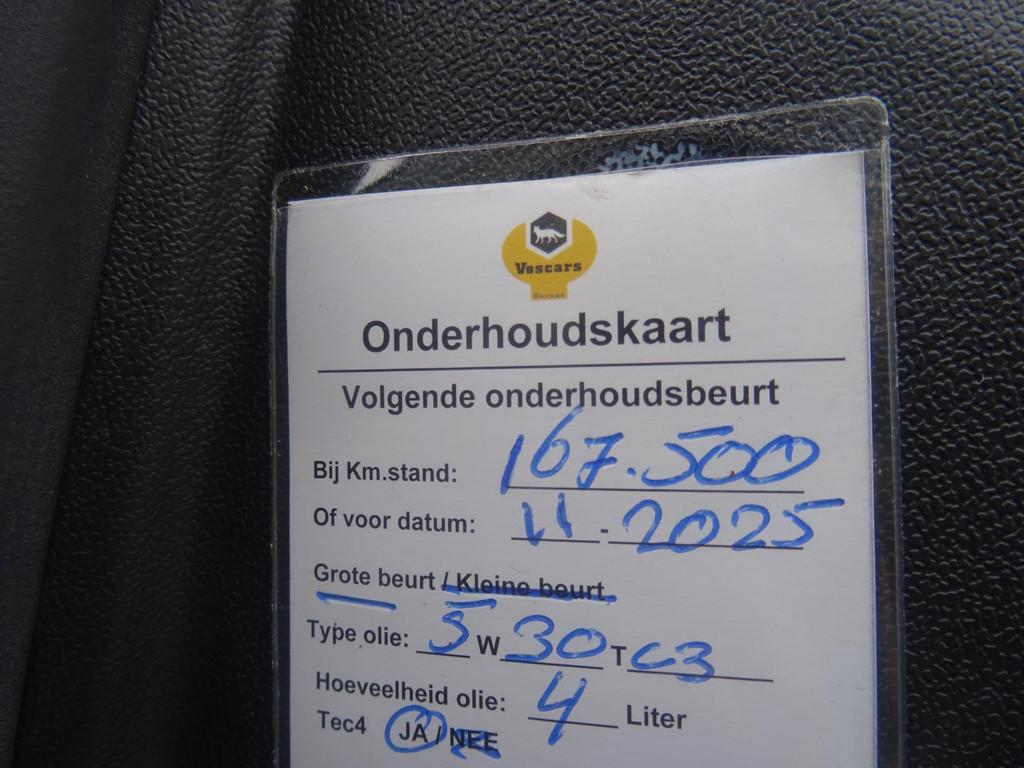 Voscars
Garage
Onderhoudskaart
Volgende onderhoudsbeurt
Bij Km.stand: 167.500
Of voor datum: 11 - 2025
Grote beurt / Kleine beurt
Type olie: 5 W 30 T C3
Hoeveelheid olie: 4 Liter
Tec4 JA / NEE